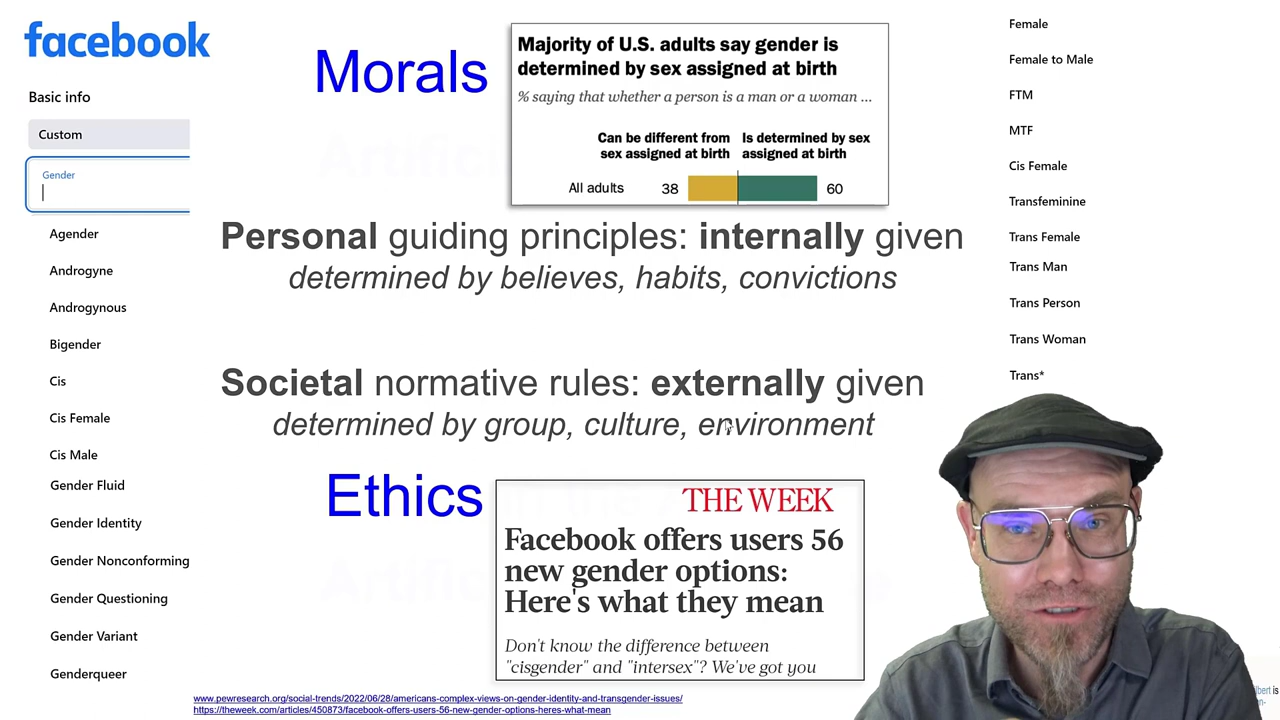 facebook
Basic info
Custom
Gender
Agender
Androgyne
Androgynous
Bigender
Cis
Cis Female
Cis Male
Gender Fluid
Gender Identity
Gender Nonconforming
Gender Questioning
Gender Variant
Genderqueer
Morals
Majority of U.S. adults say gender is
determined by sex assigned at birth
% saying that whether a person is a man or a woman ...
Can be different from
sex assigned at birth
Is determined by sex
assigned at birth
All adults 38 60
Personal guiding principles: internally given
determined by believes, habits, convictions
Societal normative rules: externally given
determined by group, culture, environment
Ethics
THE WEEK
Facebook offers users 56
new gender options:
Here's what they mean
Don't know the difference between
"cisgender" and "intersex"? We've got you
www.pewresearch.org/social-trends/2022/06/28/americans-complex-views-on-gender-identity-and-transgender-issues/
https://theweek.com/articles/450873/facebook-offers-users-56-new-gender-options-heres-what-mean
Female
Female to Male
FTM
MTF
Cis Female
Transfeminine
Trans Female
Trans Man
Trans Person
Trans Woman
Trans*